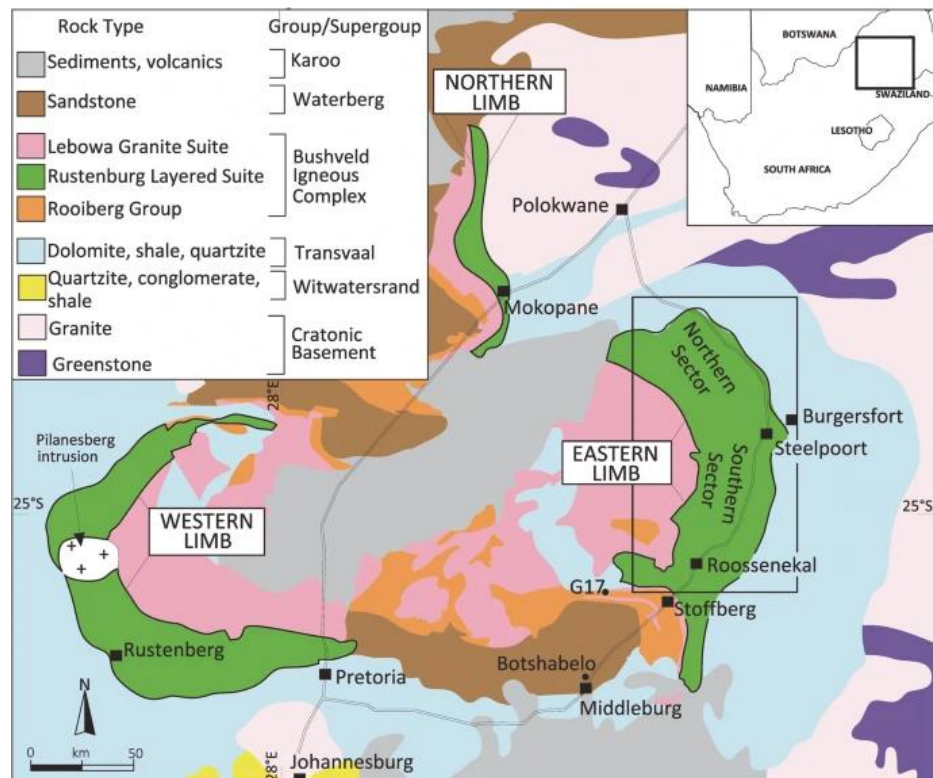 Rock Type
Group/Supergoup
Sediments, volcanics
Karoo
Sandstone
Waterberg
Lebowa Granite Suite
Rustenburg Layered Suite
Rooiberg Group
Bushveld
Igneous
Complex
Dolomite, shale, quartzite
Transvaal
Quartzite, conglomerate,
shale
Witwatersrand
Granite
Greenstone
Cratonic
Basement
NORTHERN
LIMB
BOTSWANA
NAMIBIA
SWAZILAND
LESOTHO
SOUTH AFRICA
Polokwane
Mokopane
28°E
Northern
Sector
Burgersfort
Steelpoort
Pilanesberg
intrusion
EASTERN
LIMB
Southern
Sector
25°S
25°S
WESTERN
LIMB
+
+
+
Roossenekal
G17
Stoffberg
Rustenberg
Pretoria
Botshabelo
Middleburg
N
0 km 50
28°E
Johannesburg